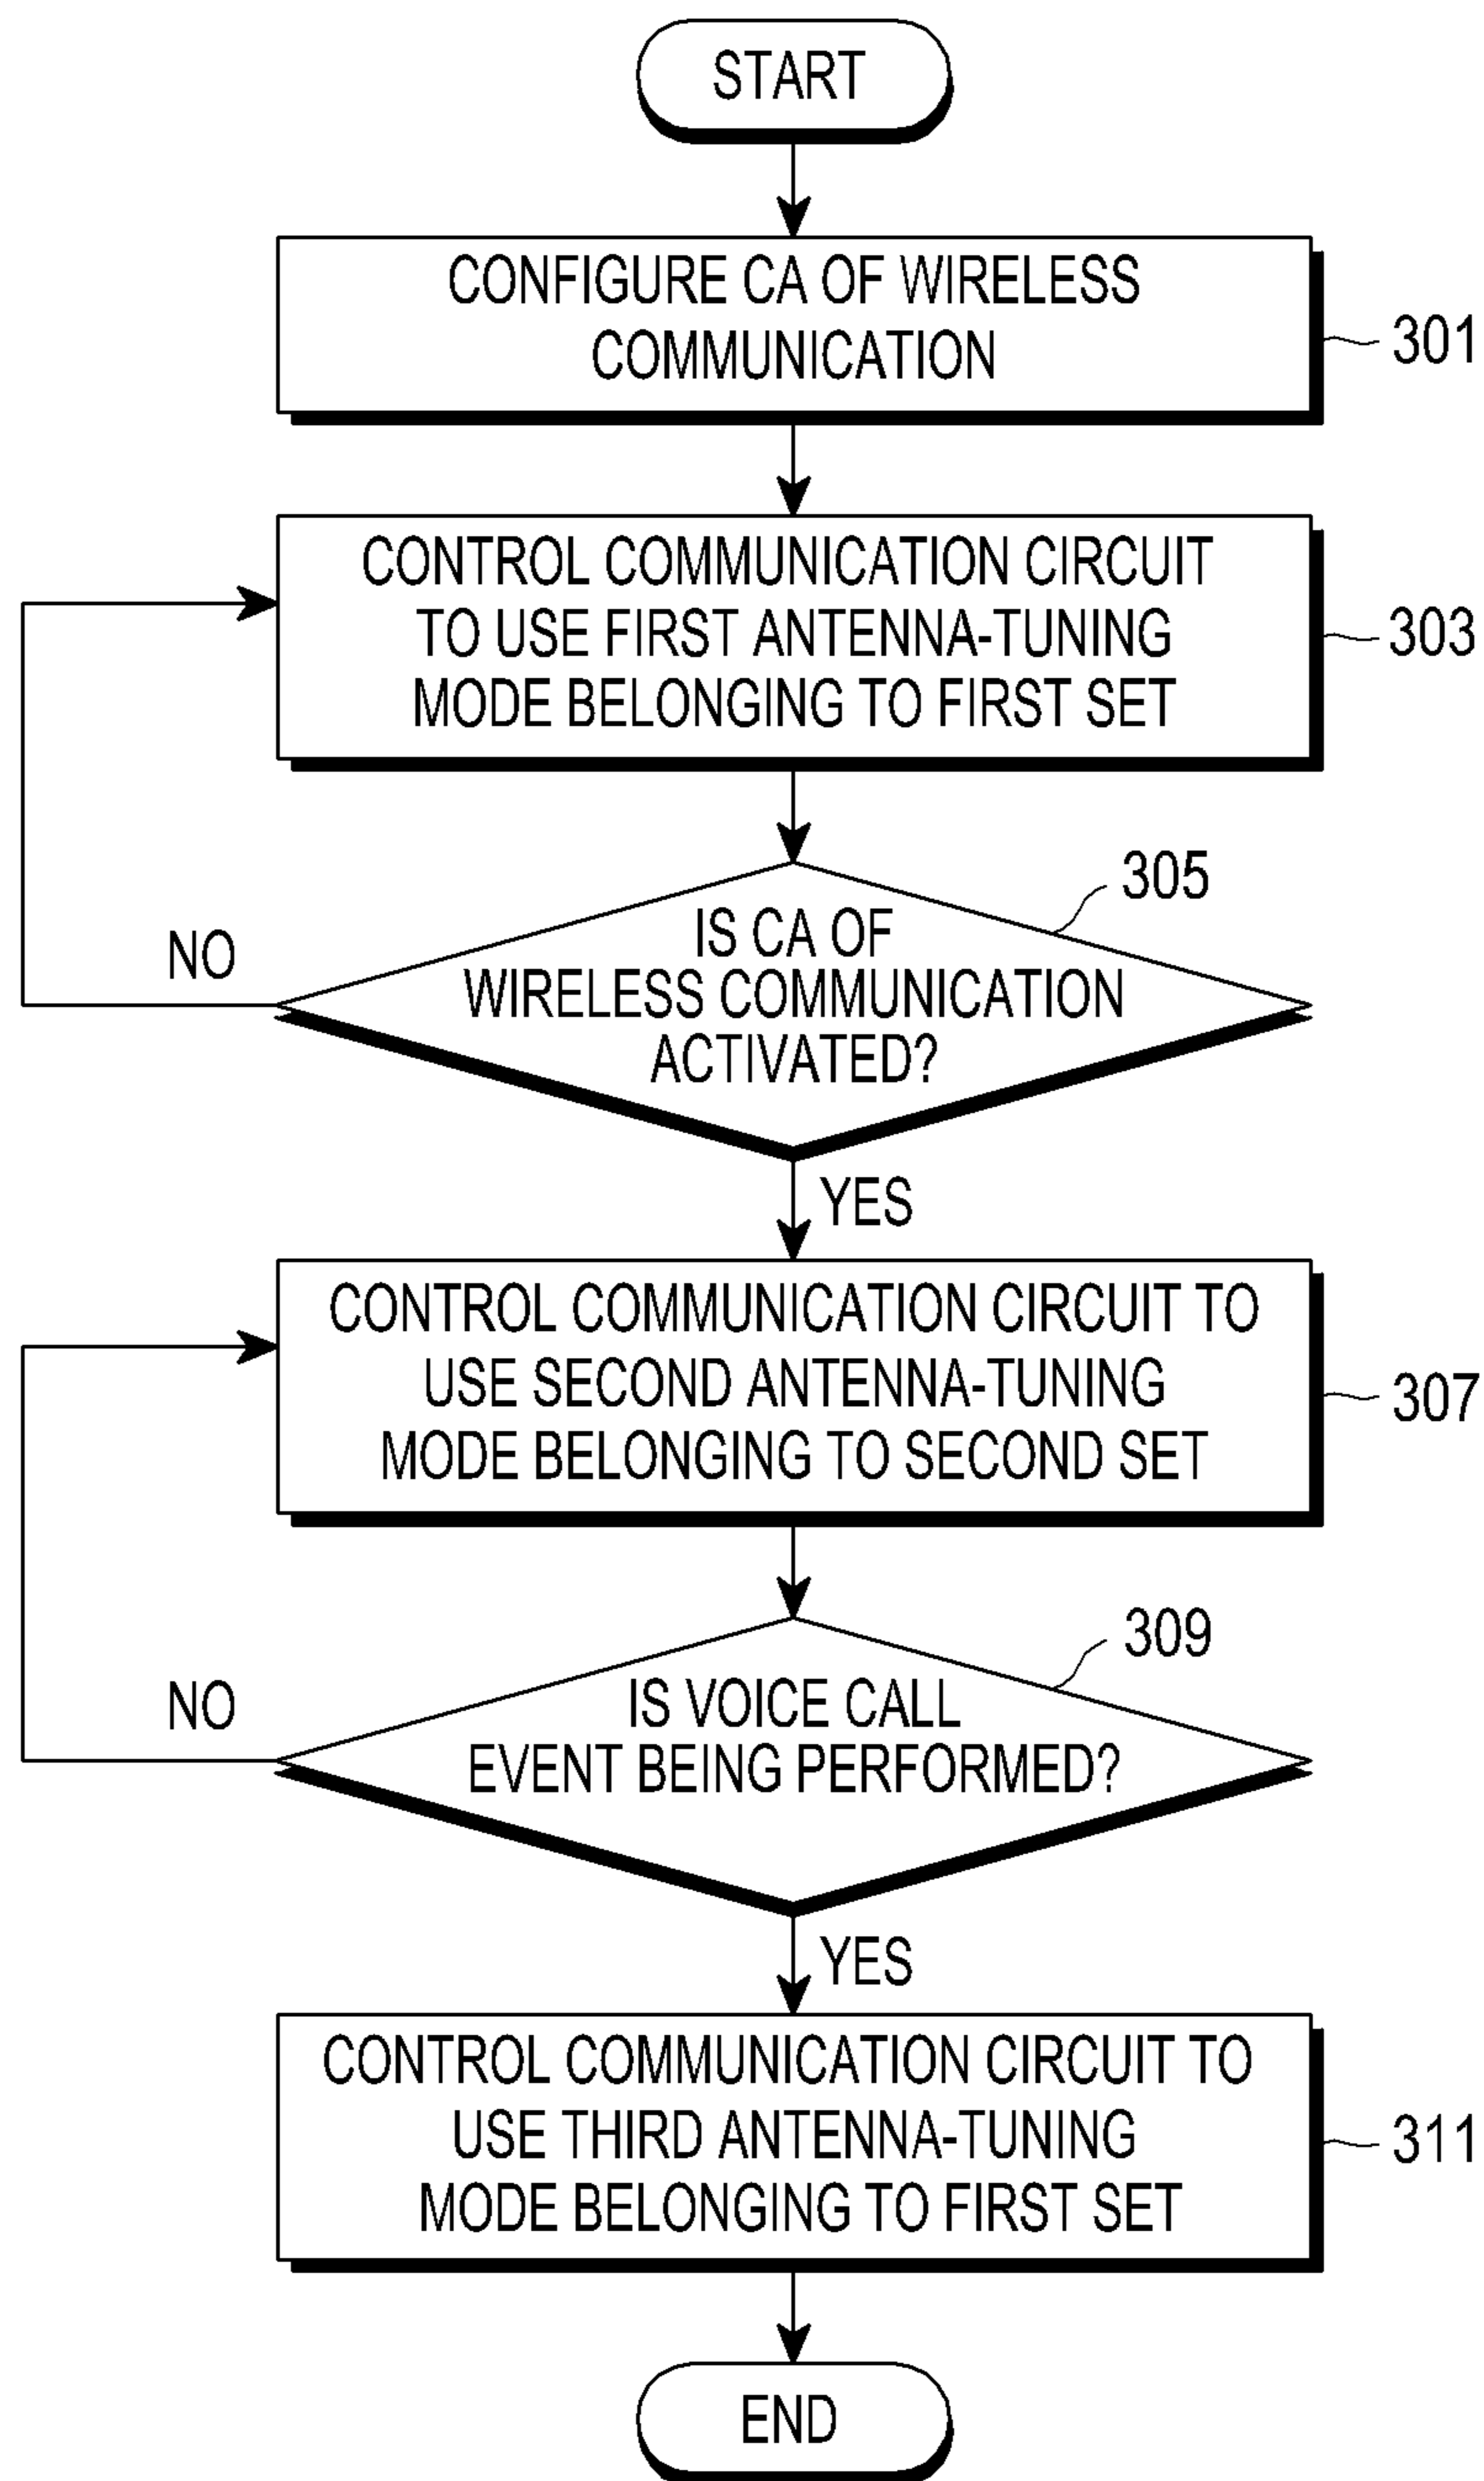 START
CONFIGURE CA OF WIRELESS
COMMUNICATION
301
CONTROL COMMUNICATION CIRCUIT
TO USE FIRST ANTENNA-TUNING
MODE BELONGING TO FIRST SET
303
305
IS CA OF
WIRELESS COMMUNICATION
ACTIVATED?
NO
YES
CONTROL COMMUNICATION CIRCUIT TO
USE SECOND ANTENNA-TUNING
MODE BELONGING TO SECOND SET
307
309
IS VOICE CALL
EVENT BEING PERFORMED?
NO
YES
CONTROL COMMUNICATION CIRCUIT TO
USE THIRD ANTENNA-TUNING
MODE BELONGING TO FIRST SET
311
END